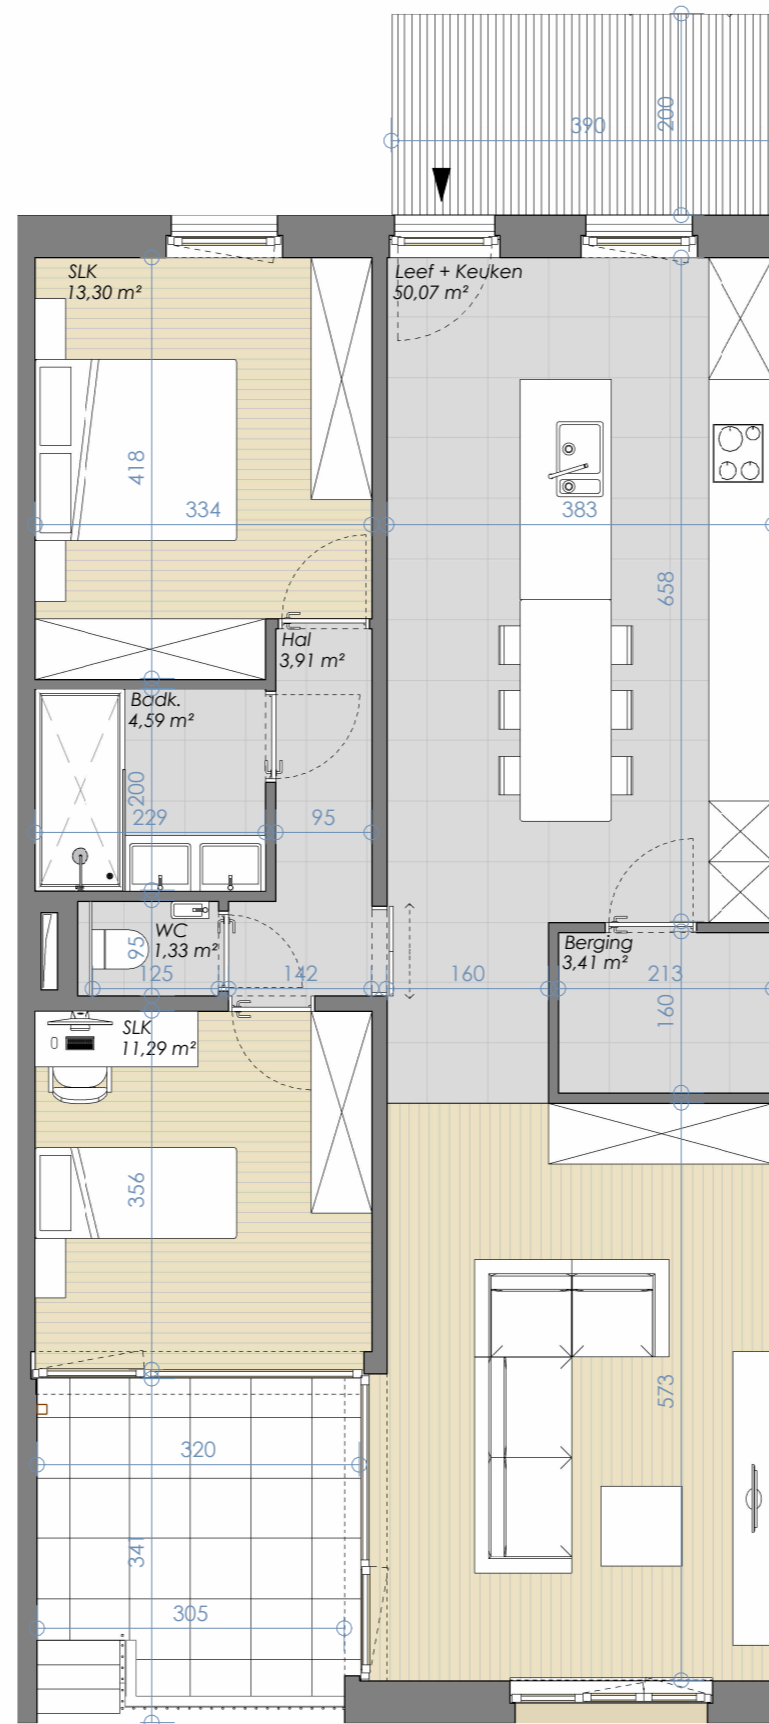 390
200
SLK
13,30 m²
Leef + Keuken
50,07 m²
418
334
383
658
Hal
3,91 m²
Badk.
4,59 m²
200
229
95
WC
1,33 m²
95
125
142
160
Berging
3,41 m²
213
160
SLK
11,29 m²
356
573
320
341
305